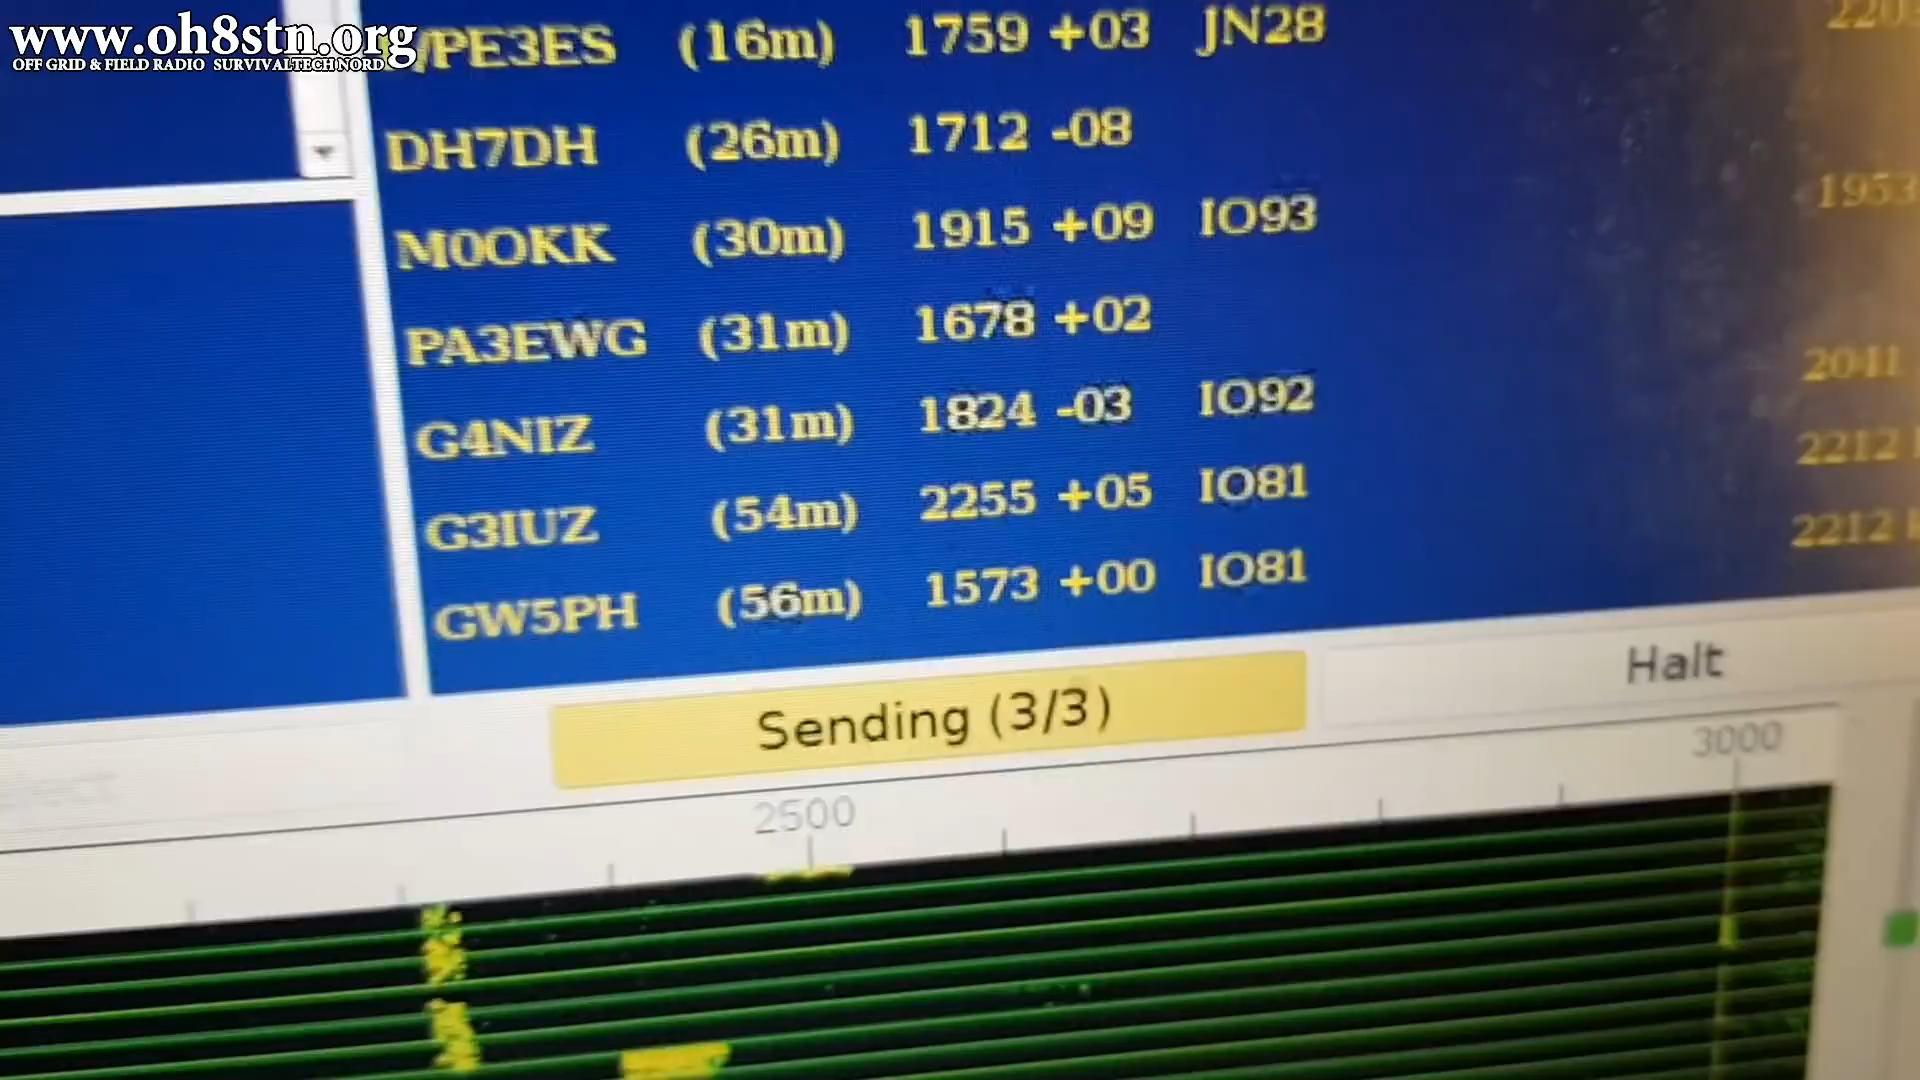 www.oh8stn.org
OFF GRID & FIELD RADIO SURVIVALTECHNORD
/PE3ES (16m) 1759 +03 JN28
DH7DH (26m) 1712 -08
M0OKK (30m) 1915 +09 IO93 1953
PA3EWG (31m) 1678 +02
G4NIZ (31m) 1824 -03 IO92 2041
G3IUZ (54m) 2255 +05 IO81 2212
GW5PH (56m) 1573 +00 IO81 2212
Sending (3/3) Halt
2500 3000